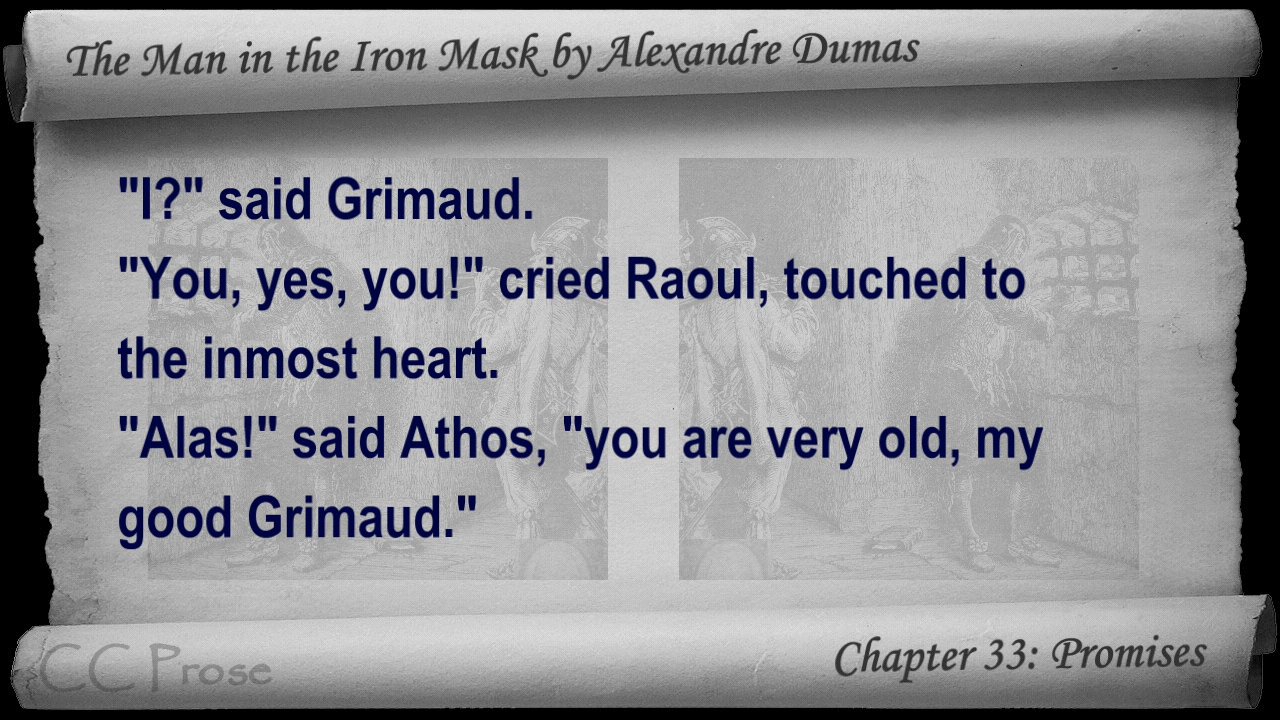 The Man in the Iron Mask by Alexandre Dumas
"I?" said Grimaud.
"You, yes, you!" cried Raoul, touched to
the inmost heart.
"Alas!" said Athos, "you are very old, my
good Grimaud."
CC Prose
Chapter 33: Promises